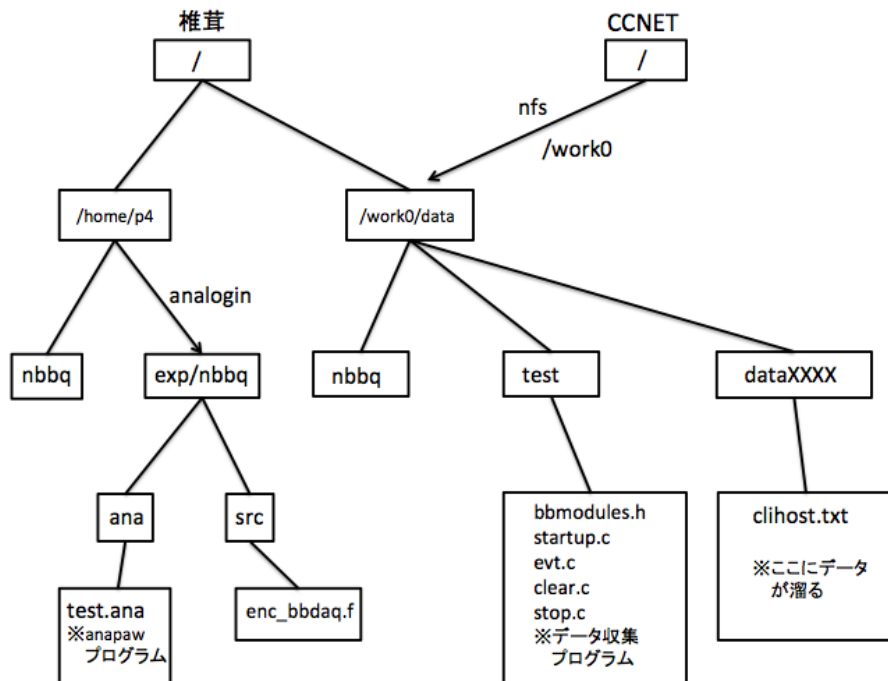 椎茸
CCNET
/
/
nfs
/work0
/home/p4
/work0/data
analogin
nbbq
exp/nbbq
nbbq
test
dataXXXX
ana
src
bbmodules.h
startup.c
evt.c
clear.c
stop.c
※データ収集
プログラム
clihost.txt
※ここにデータ
が溜る
test.ana
※anapaw
プログラム
enc_bbdaq.f